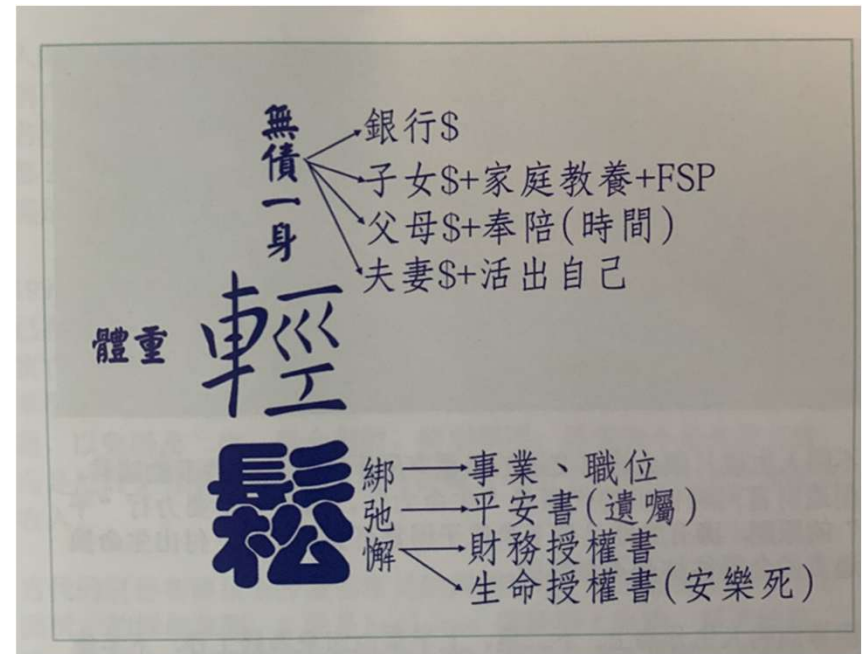 無債一身
銀行$
子女$+家庭教養+FSP
父母$+奉陪(時間)
夫妻$+活出自己
體重
輕
鬆
綁
弛
懈
事業、職位
平安書(遺囑)
財務授權書
生命授權書(安樂死)